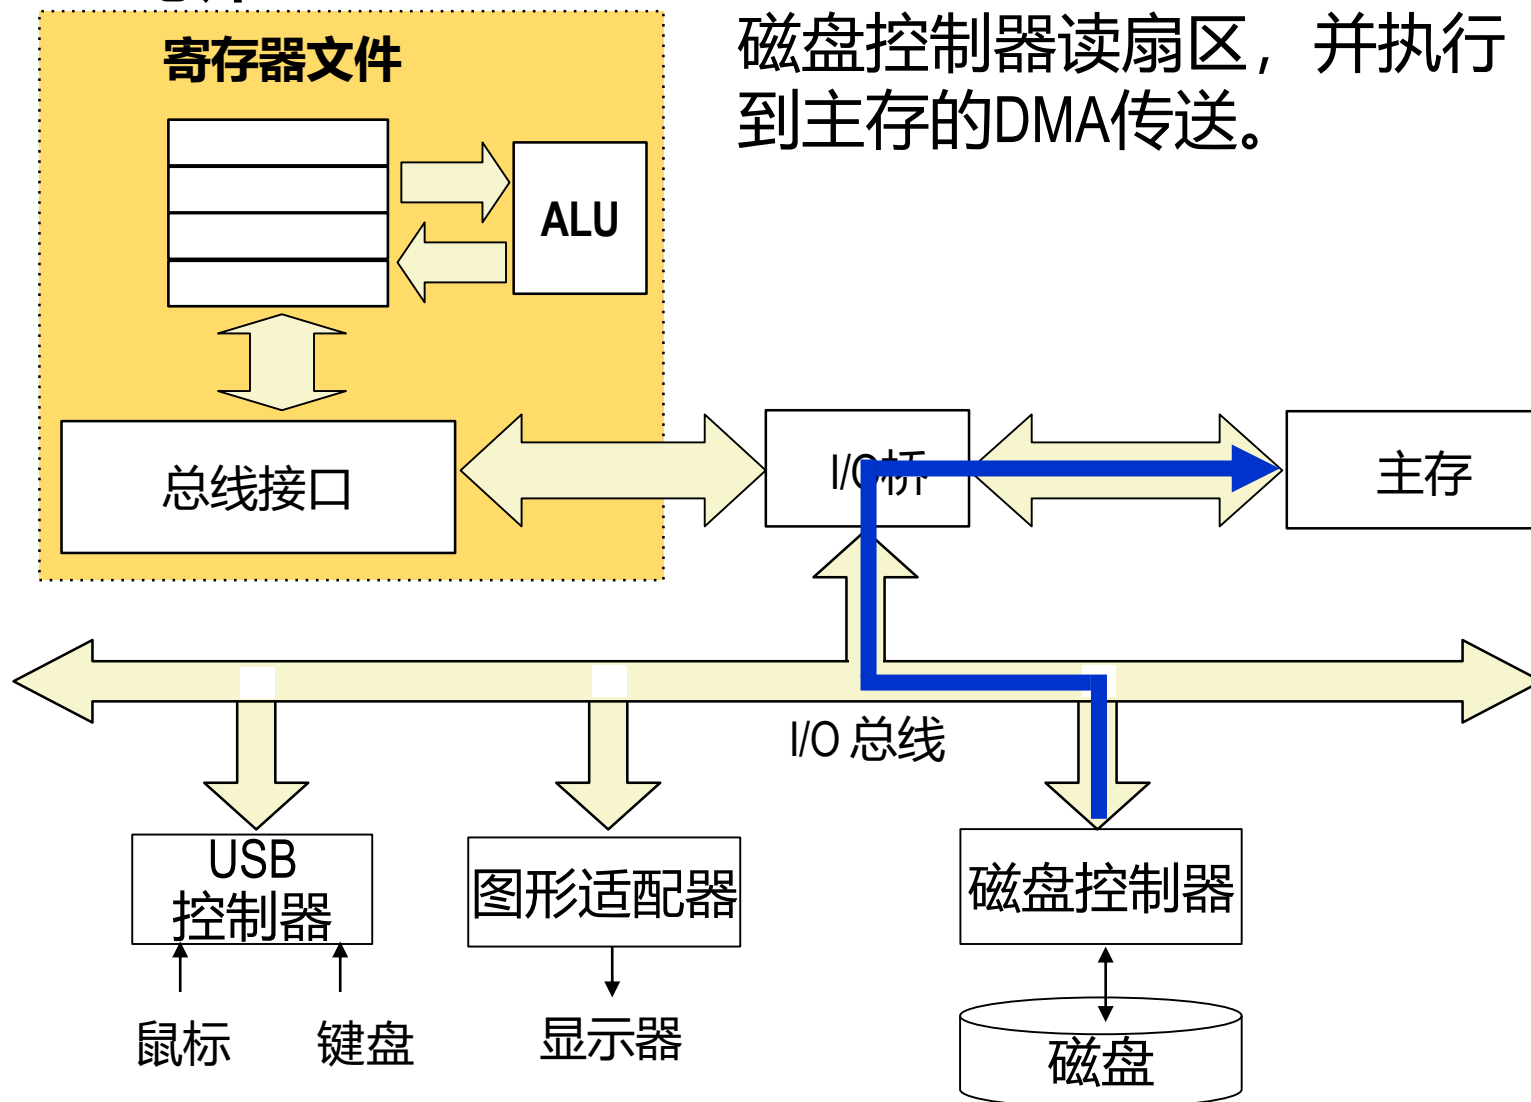 寄存器文件
磁盘控制器读扇区，并执行
到主存的DMA传送。
ALU
总线接口
I/O桥
主存
I/O 总线
USB
控制器
图形适配器
磁盘控制器
鼠标
键盘
显示器
磁盘